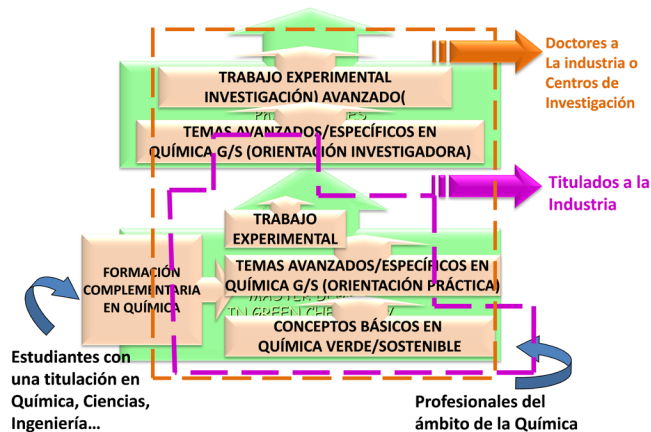 Doctores a
La industria o
Centros de
Investigación
TRABAJO EXPERIMENTAL
INVESTIGACIÓN) AVANZADO(
TEMAS AVANZADOS/ESPECÍFICOS EN
QUÍMICA G/S (ORIENTACIÓN INVESTIGADORA)
Titulados a la
Industria
TRABAJO
EXPERIMENTAL
FORMACIÓN
COMPLEMENTARIA
EN QUÍMICA
TEMAS AVANZADOS/ESPECÍFICOS EN
QUÍMICA G/S (ORIENTACIÓN PRÁCTICA)
IN GREEN
CONCEPTOS BÁSICOS EN
QUÍMICA VERDE/SOSTENIBLE
Estudiantes con
una titulación en
Química, Ciencias,
Ingeniería...
Profesionales del
ámbito de la Química